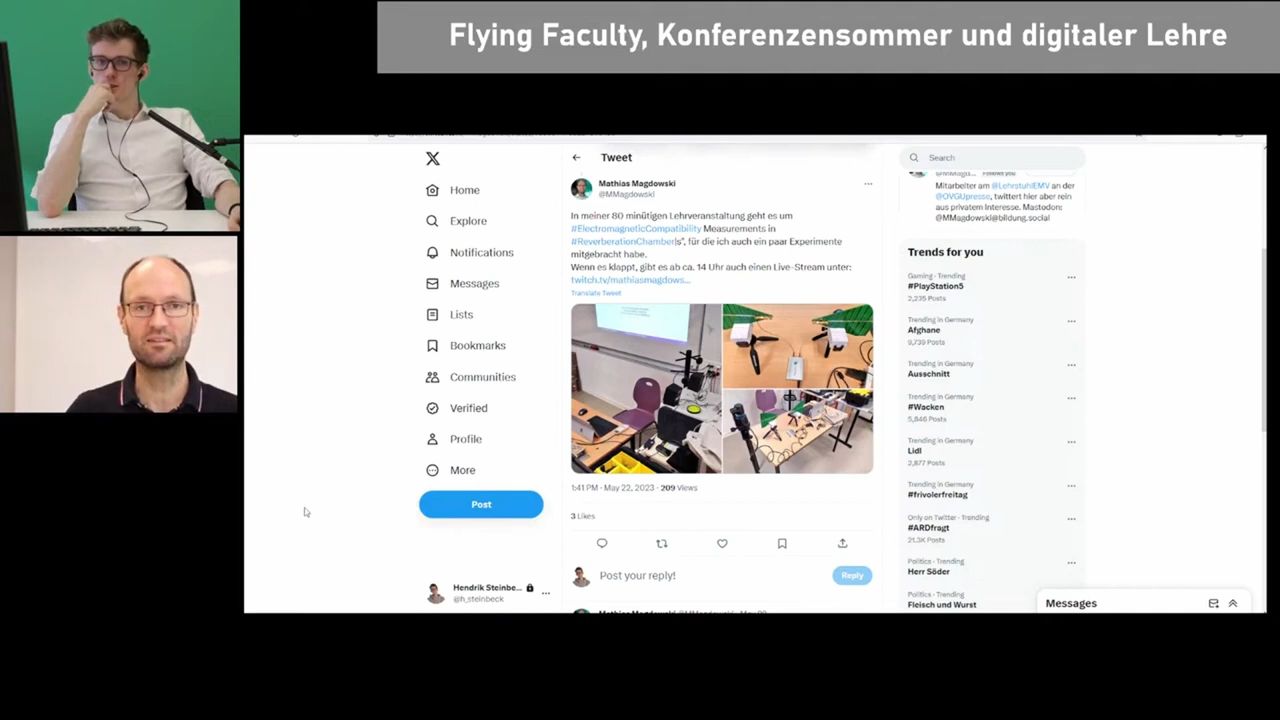 Flying Faculty, Konferenzensommer und digitaler Lehre
Home
Explore
Notifications
Messages
Lists
Bookmarks
Communities
Verified
Profile
More
Post
Hendrik Steinbe...
@h_steinbeck
Tweet
Mathias Magdowski
@MMagdowski
In meiner 80 minütigen Lehrveranstaltung geht es um
#ElectromagneticCompatibility Measurements in
#ReverberationChamber|s", für die ich auch ein paar Experimente
mitgebracht habe.
Wenn es klappt, gibt es ab ca. 14 Uhr auch einen Live-Stream unter:
twitch.tv/mathiasmagdows...
Translate Tweet
1:41 PM · May 22, 2023 · 209 Views
3 Likes
Post your reply!
Reply
Mathias Magdowski
Search
Follows you
Mitarbeiter am @LehrstuhlEMV an der
@OVGUpresse, twittert hier aber rein
aus privatem Interesse. Mastodon:
@MMagdowski@bildung.social
Trends for you
Gaming · Trending
#PlayStation5
2,235 Posts
Trending in Germany
Afghane
9,739 Posts
Trending in Germany
Ausschnitt
Trending in Germany
#Wacken
5,846 Posts
Trending in Germany
Lidl
2,877 Posts
Trending in Germany
#frivolerfreitag
Only on Twitter · Trending
#ARDfragt
21.3K Posts
Politics · Trending
Herr Söder
Politics · Trending
Fleisch und Wurst
Messages